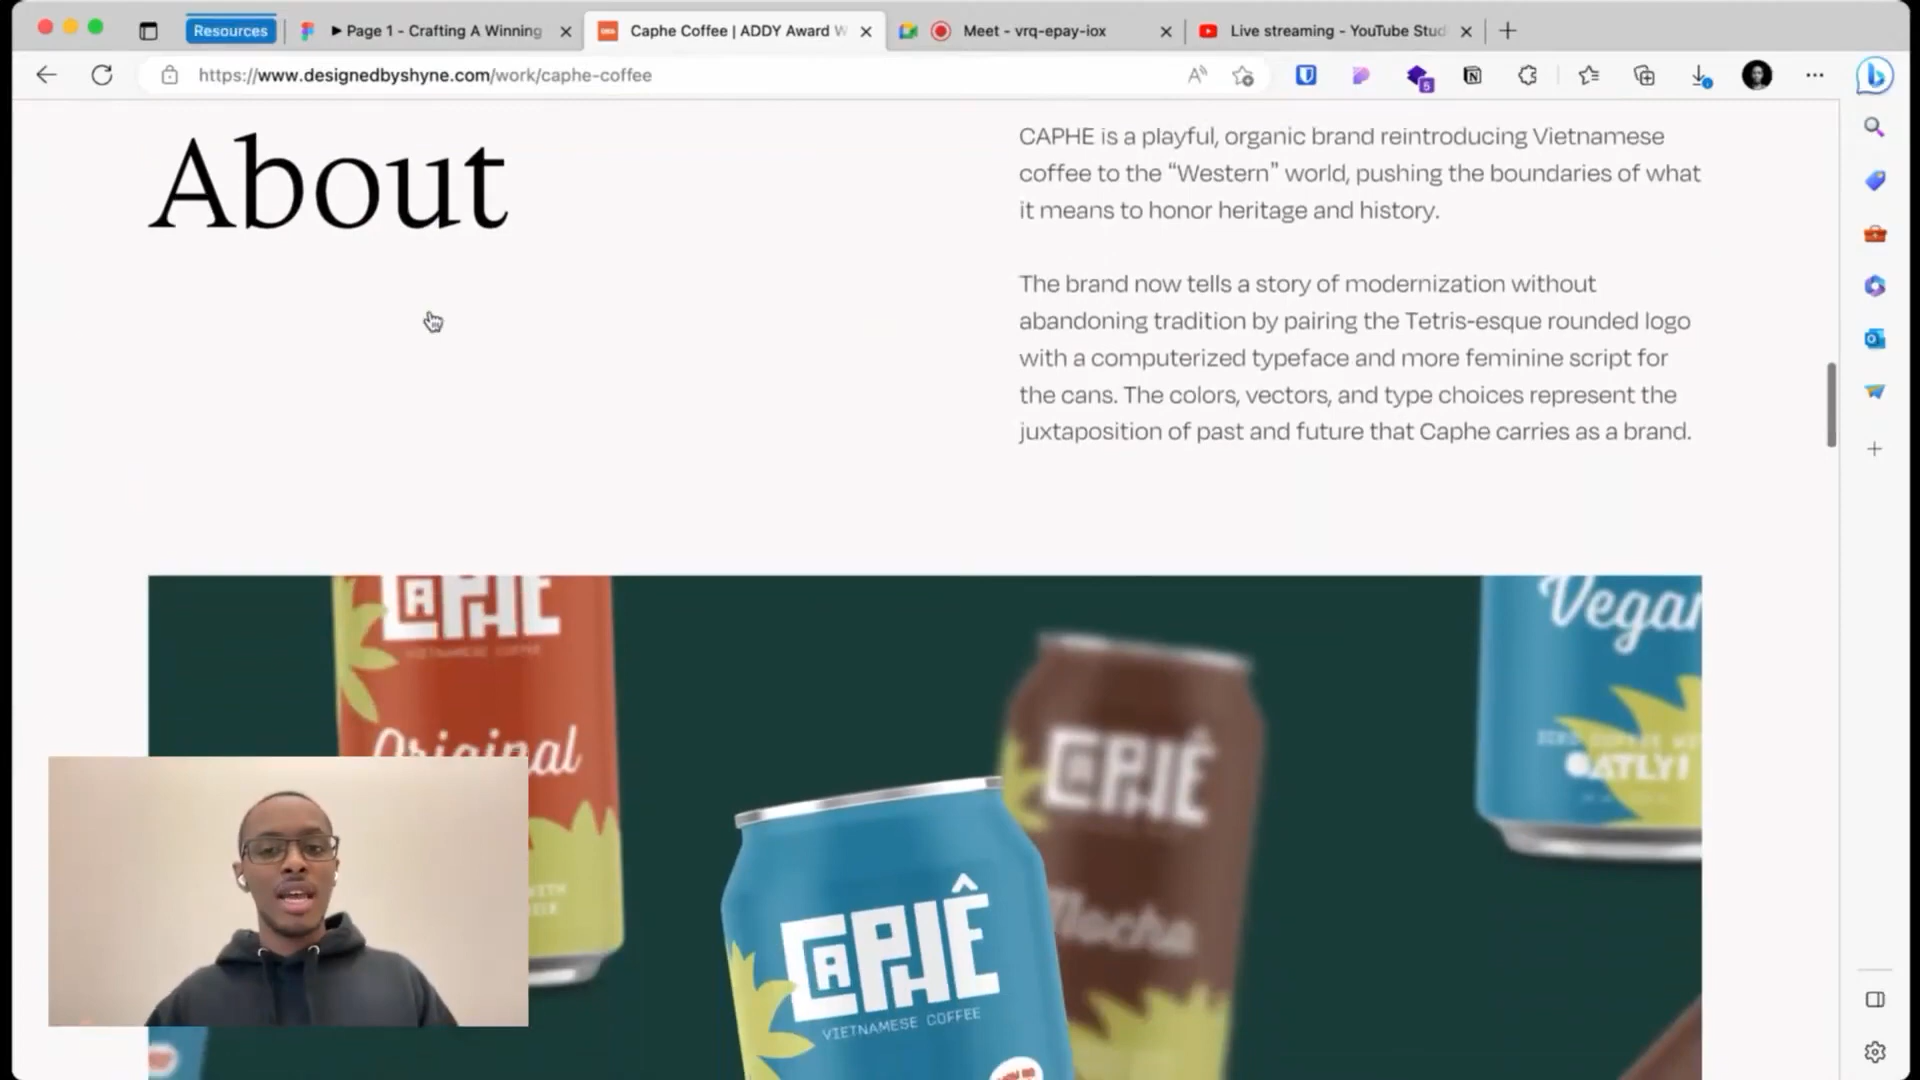 Resources
▶ Page 1 - Crafting A Winning
Caphe Coffee | ADDY Award W
Meet - vrq-epay-iox
Live streaming - YouTube Stud
https://www.designedbyshyne.com/work/caphe-coffee
5
About
CAPHE is a playful, organic brand reintroducing Vietnamese
coffee to the “Western” world, pushing the boundaries of what
it means to honor heritage and history.
The brand now tells a story of modernization without
abandoning tradition by pairing the Tetris-esque rounded logo
with a computerized typeface and more feminine script for
the cans. The colors, vectors, and type choices represent the
juxtaposition of past and future that Caphe carries as a brand.
CAPHÊ
VIETNAMESE COFFEE
Original
CAPHÊ
Mocha
Vegan
OATLY!
CAPHÊ
VIETNAMESE COFFEE